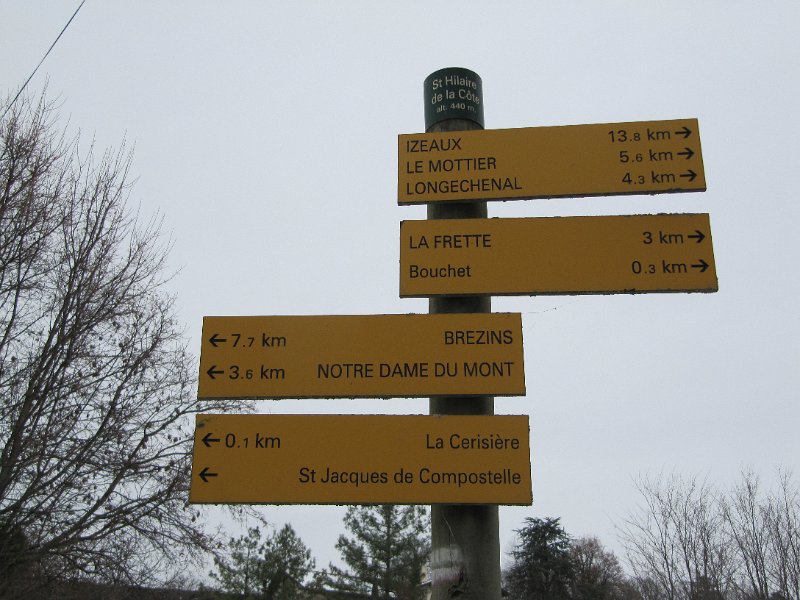 St Hilaire
de la Côte
alt. 440 m.
IZEAUX 13.8 km →
LE MOTTIER 5.6 km →
LONGECHENAL 4.3 km →
LA FRETTE 3 km →
Bouchet 0.3 km →
← 7.7 km BREZINS
← 3.6 km NOTRE DAME DU MONT
← 0.1 km La Cerisière
← St Jacques de Compostelle